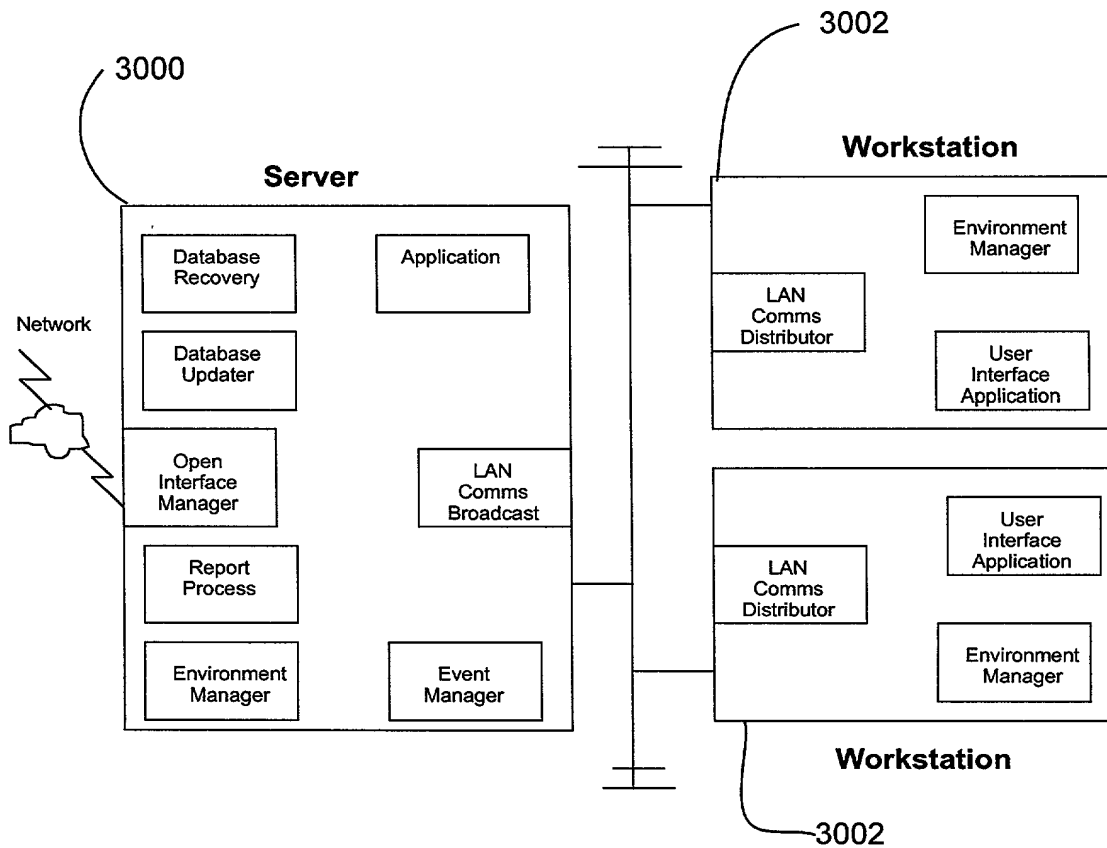 3002
3000
Workstation
Server
Database
Recovery
Application
Environment
Manager
LAN
Comms
Distributor
Network
Database
Updater
User
Interface
Application
Open
Interface
Manager
LAN
Comms
Broadcast
User
Interface
Application
Report
Process
LAN
Comms
Distributor
Environment
Manager
Event
Manager
Environment
Manager
Workstation
3002